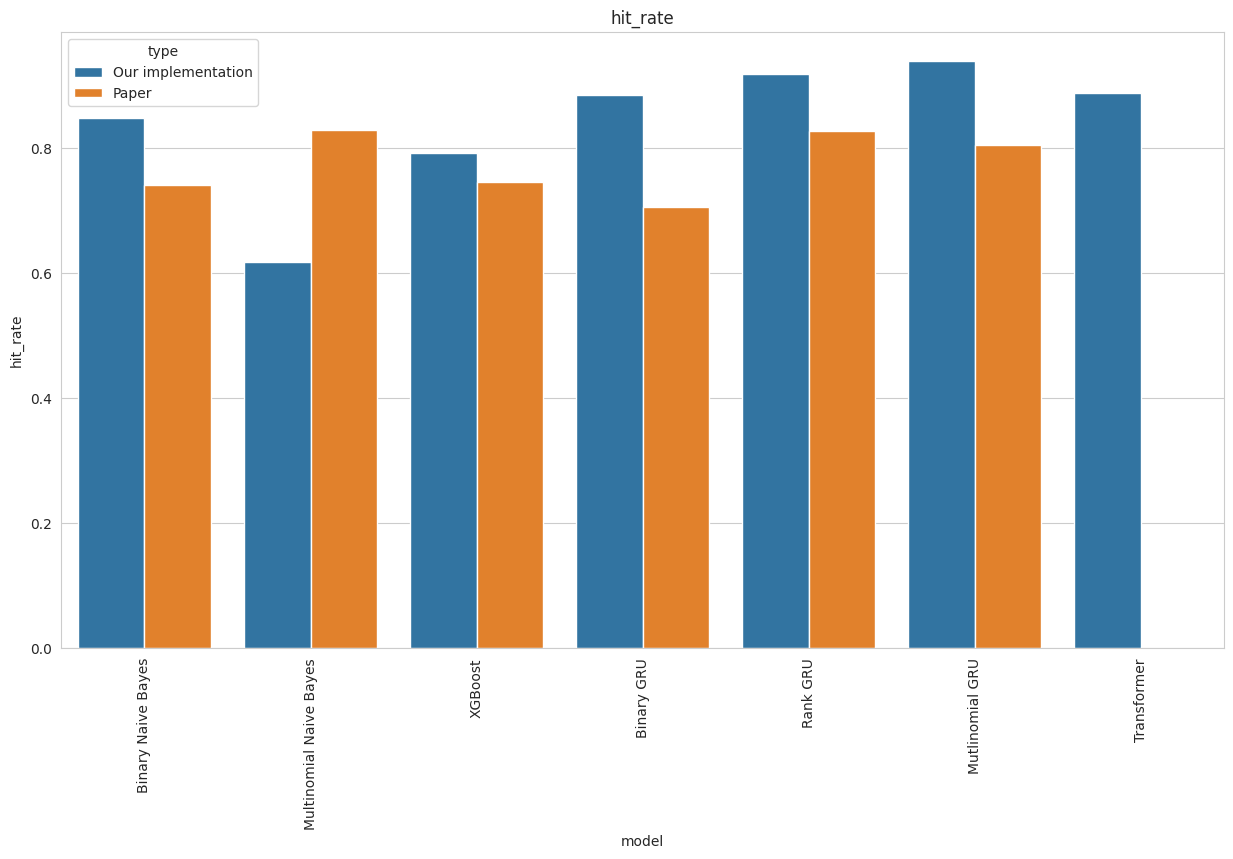 hit_rate
type
Our implementation
Paper
hit_rate
0.8
0.6
0.4
0.2
0.0
Binary Naive Bayes
Multinomial Naive Bayes
XGBoost
Binary GRU
Rank GRU
Mutlinomial GRU
Transformer
model